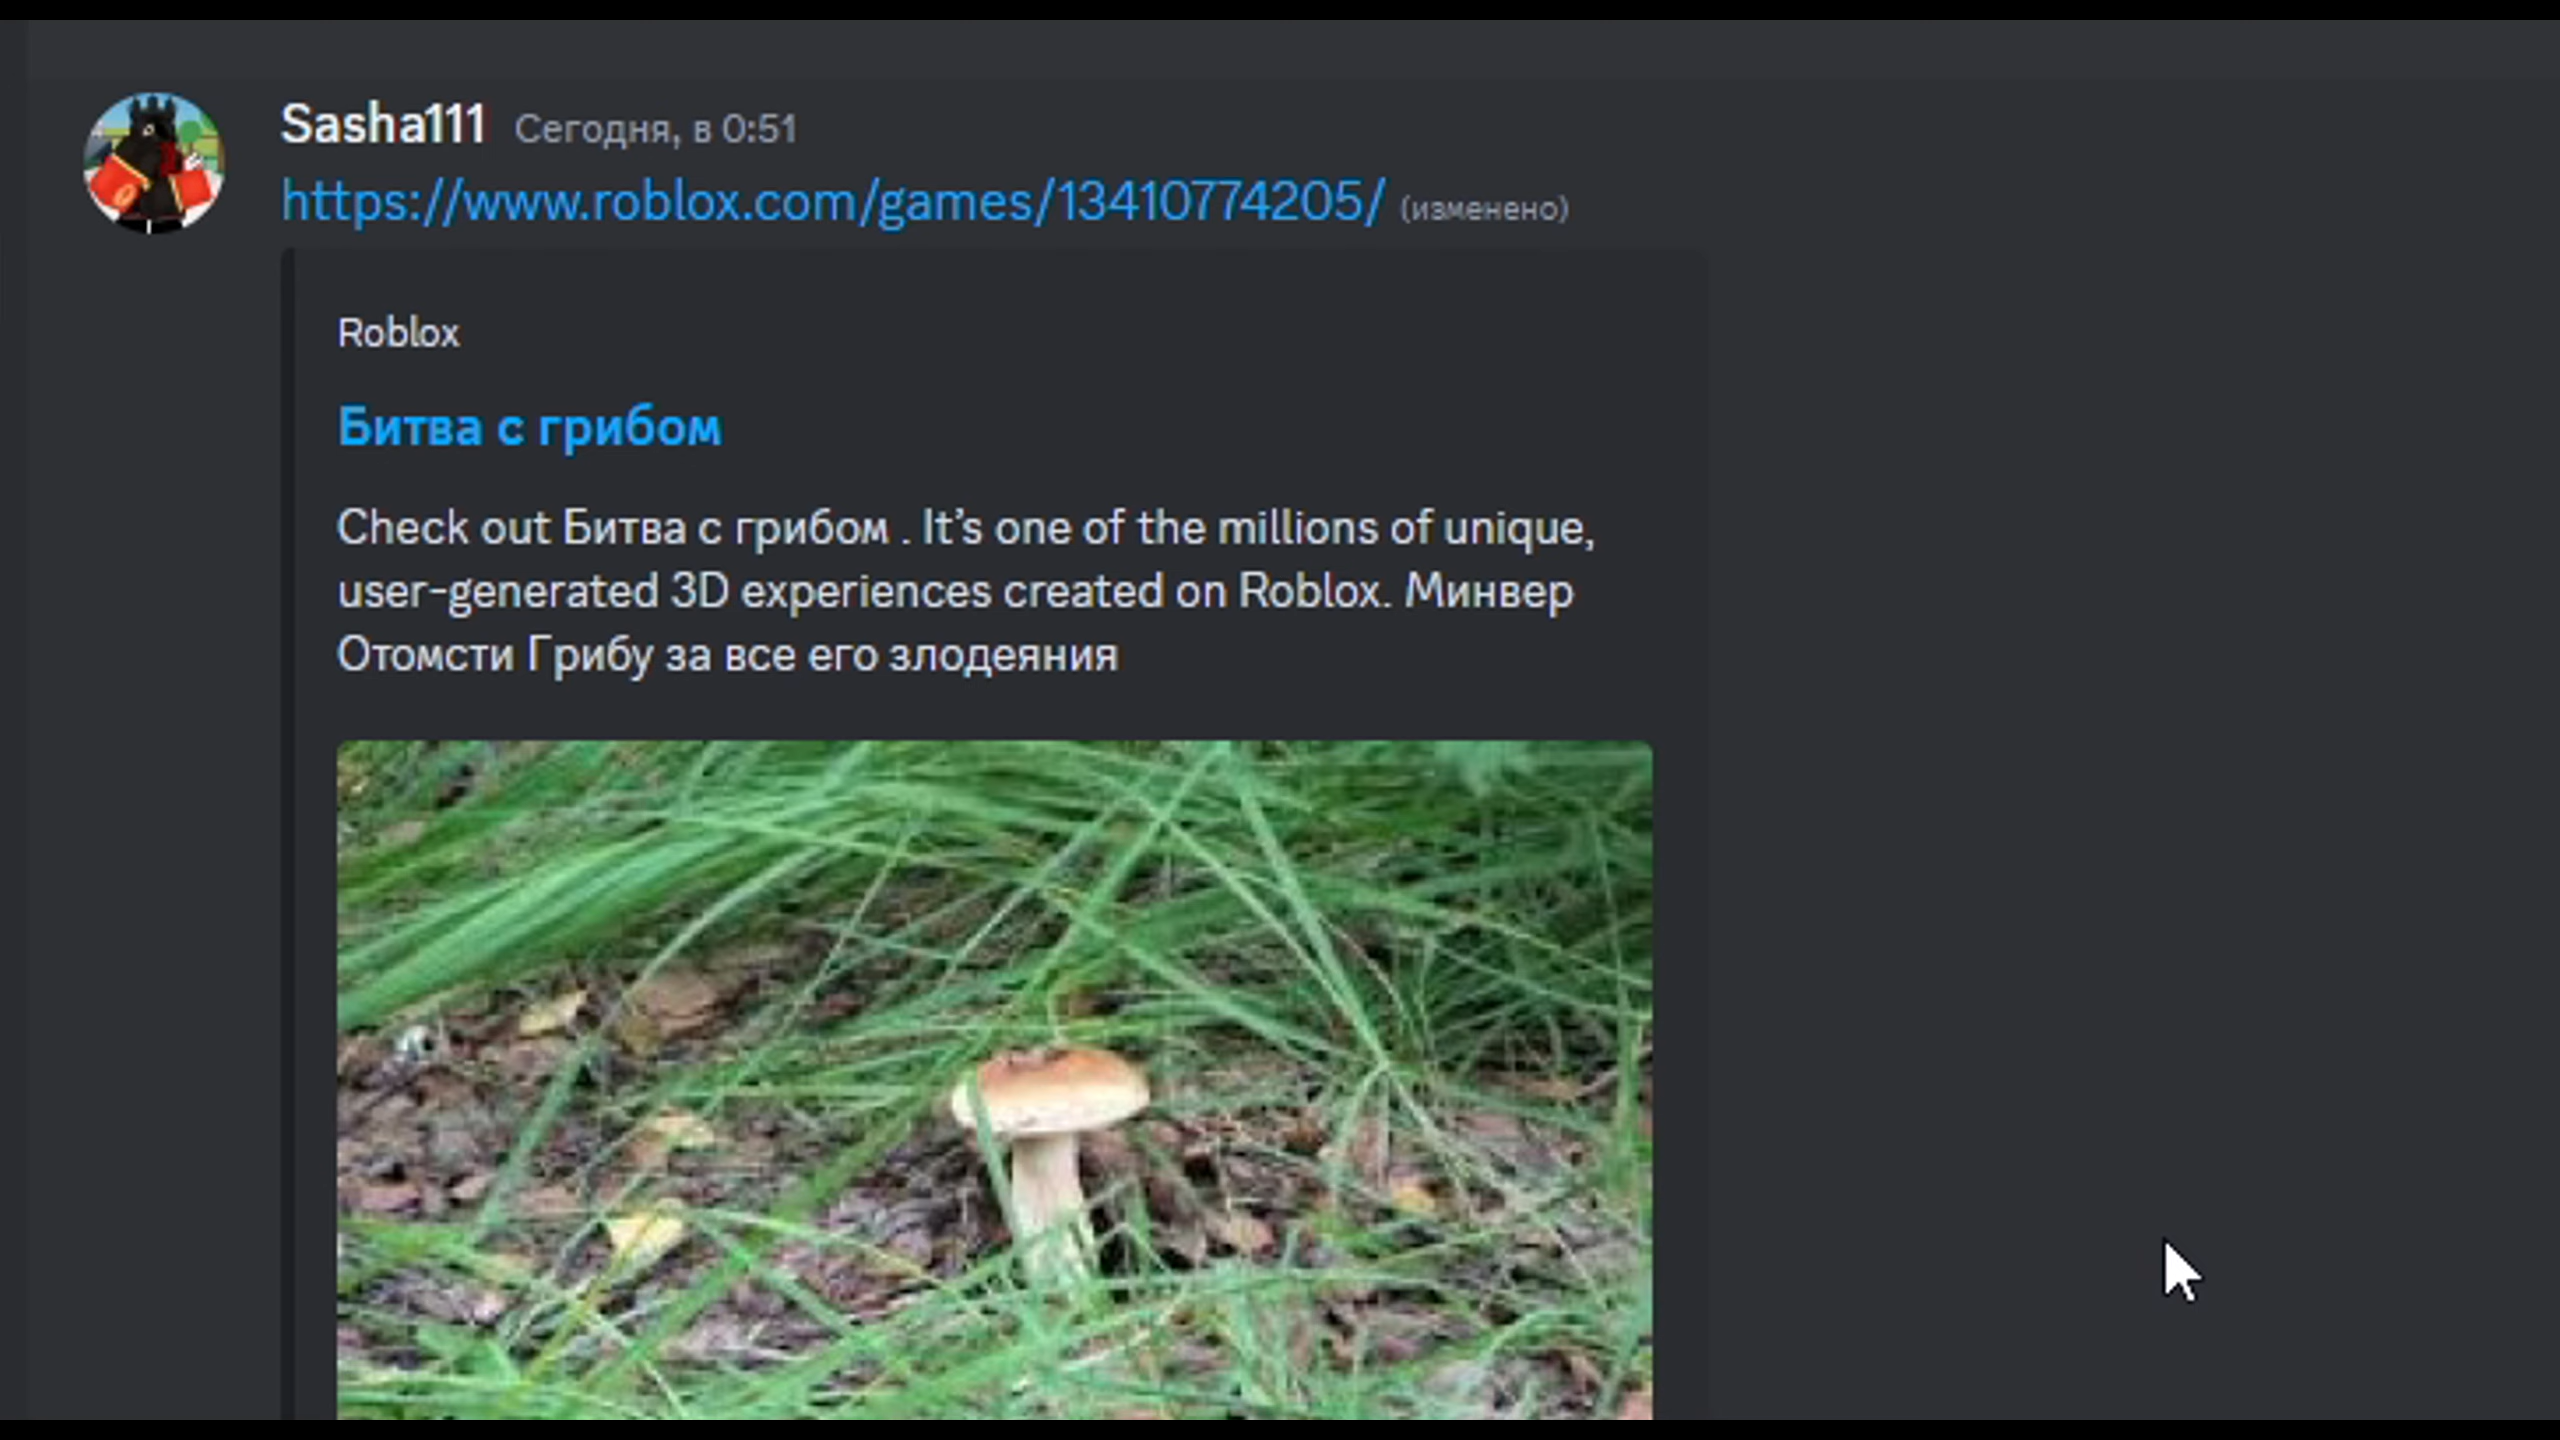 Sasha111 Сегодня, в 0:51
https://www.roblox.com/games/13410774205/ (изменено)
Roblox
Битва с грибом
Check out Битва с грибом . It’s one of the millions of unique,
user-generated 3D experiences created on Roblox. Минвер
Отомсти Грибу за все его злодеяния